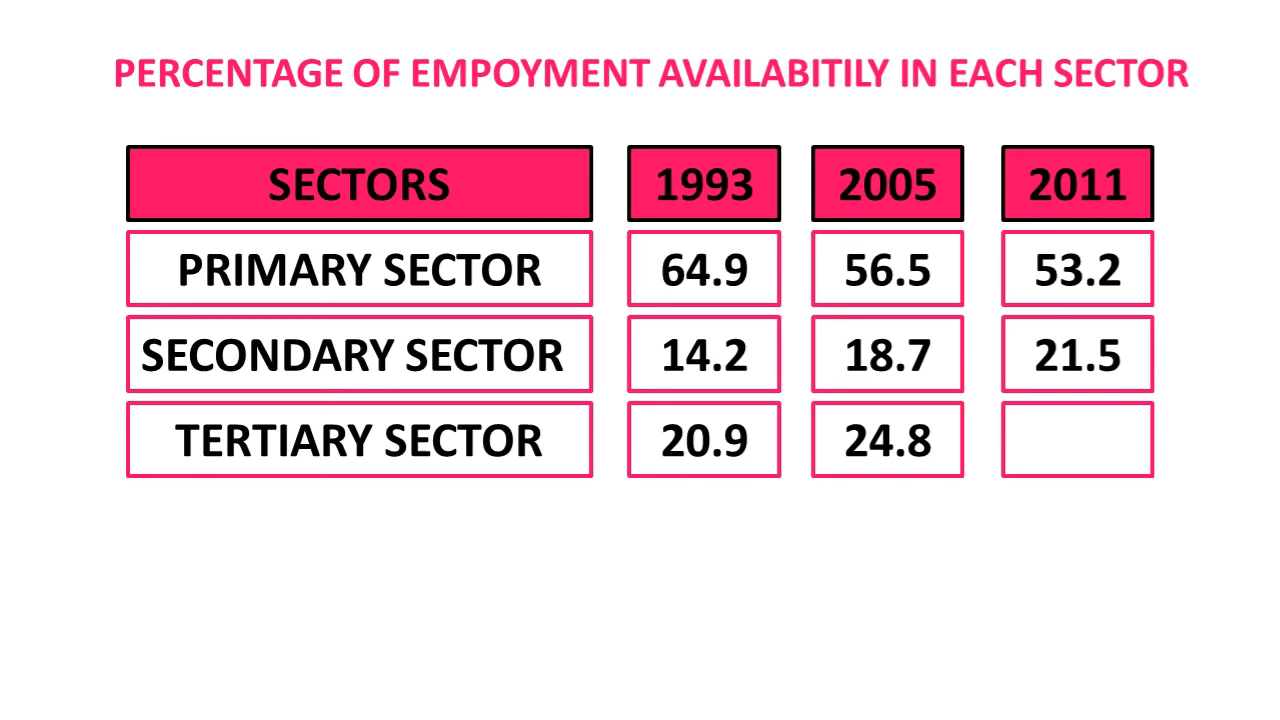 PERCENTAGE OF EMPOYMENT AVAILABITILY IN EACH SECTOR
SECTORS 1993 2005 2011
PRIMARY SECTOR 64.9 56.5 53.2
SECONDARY SECTOR 14.2 18.7 21.5
TERTIARY SECTOR 20.9 24.8